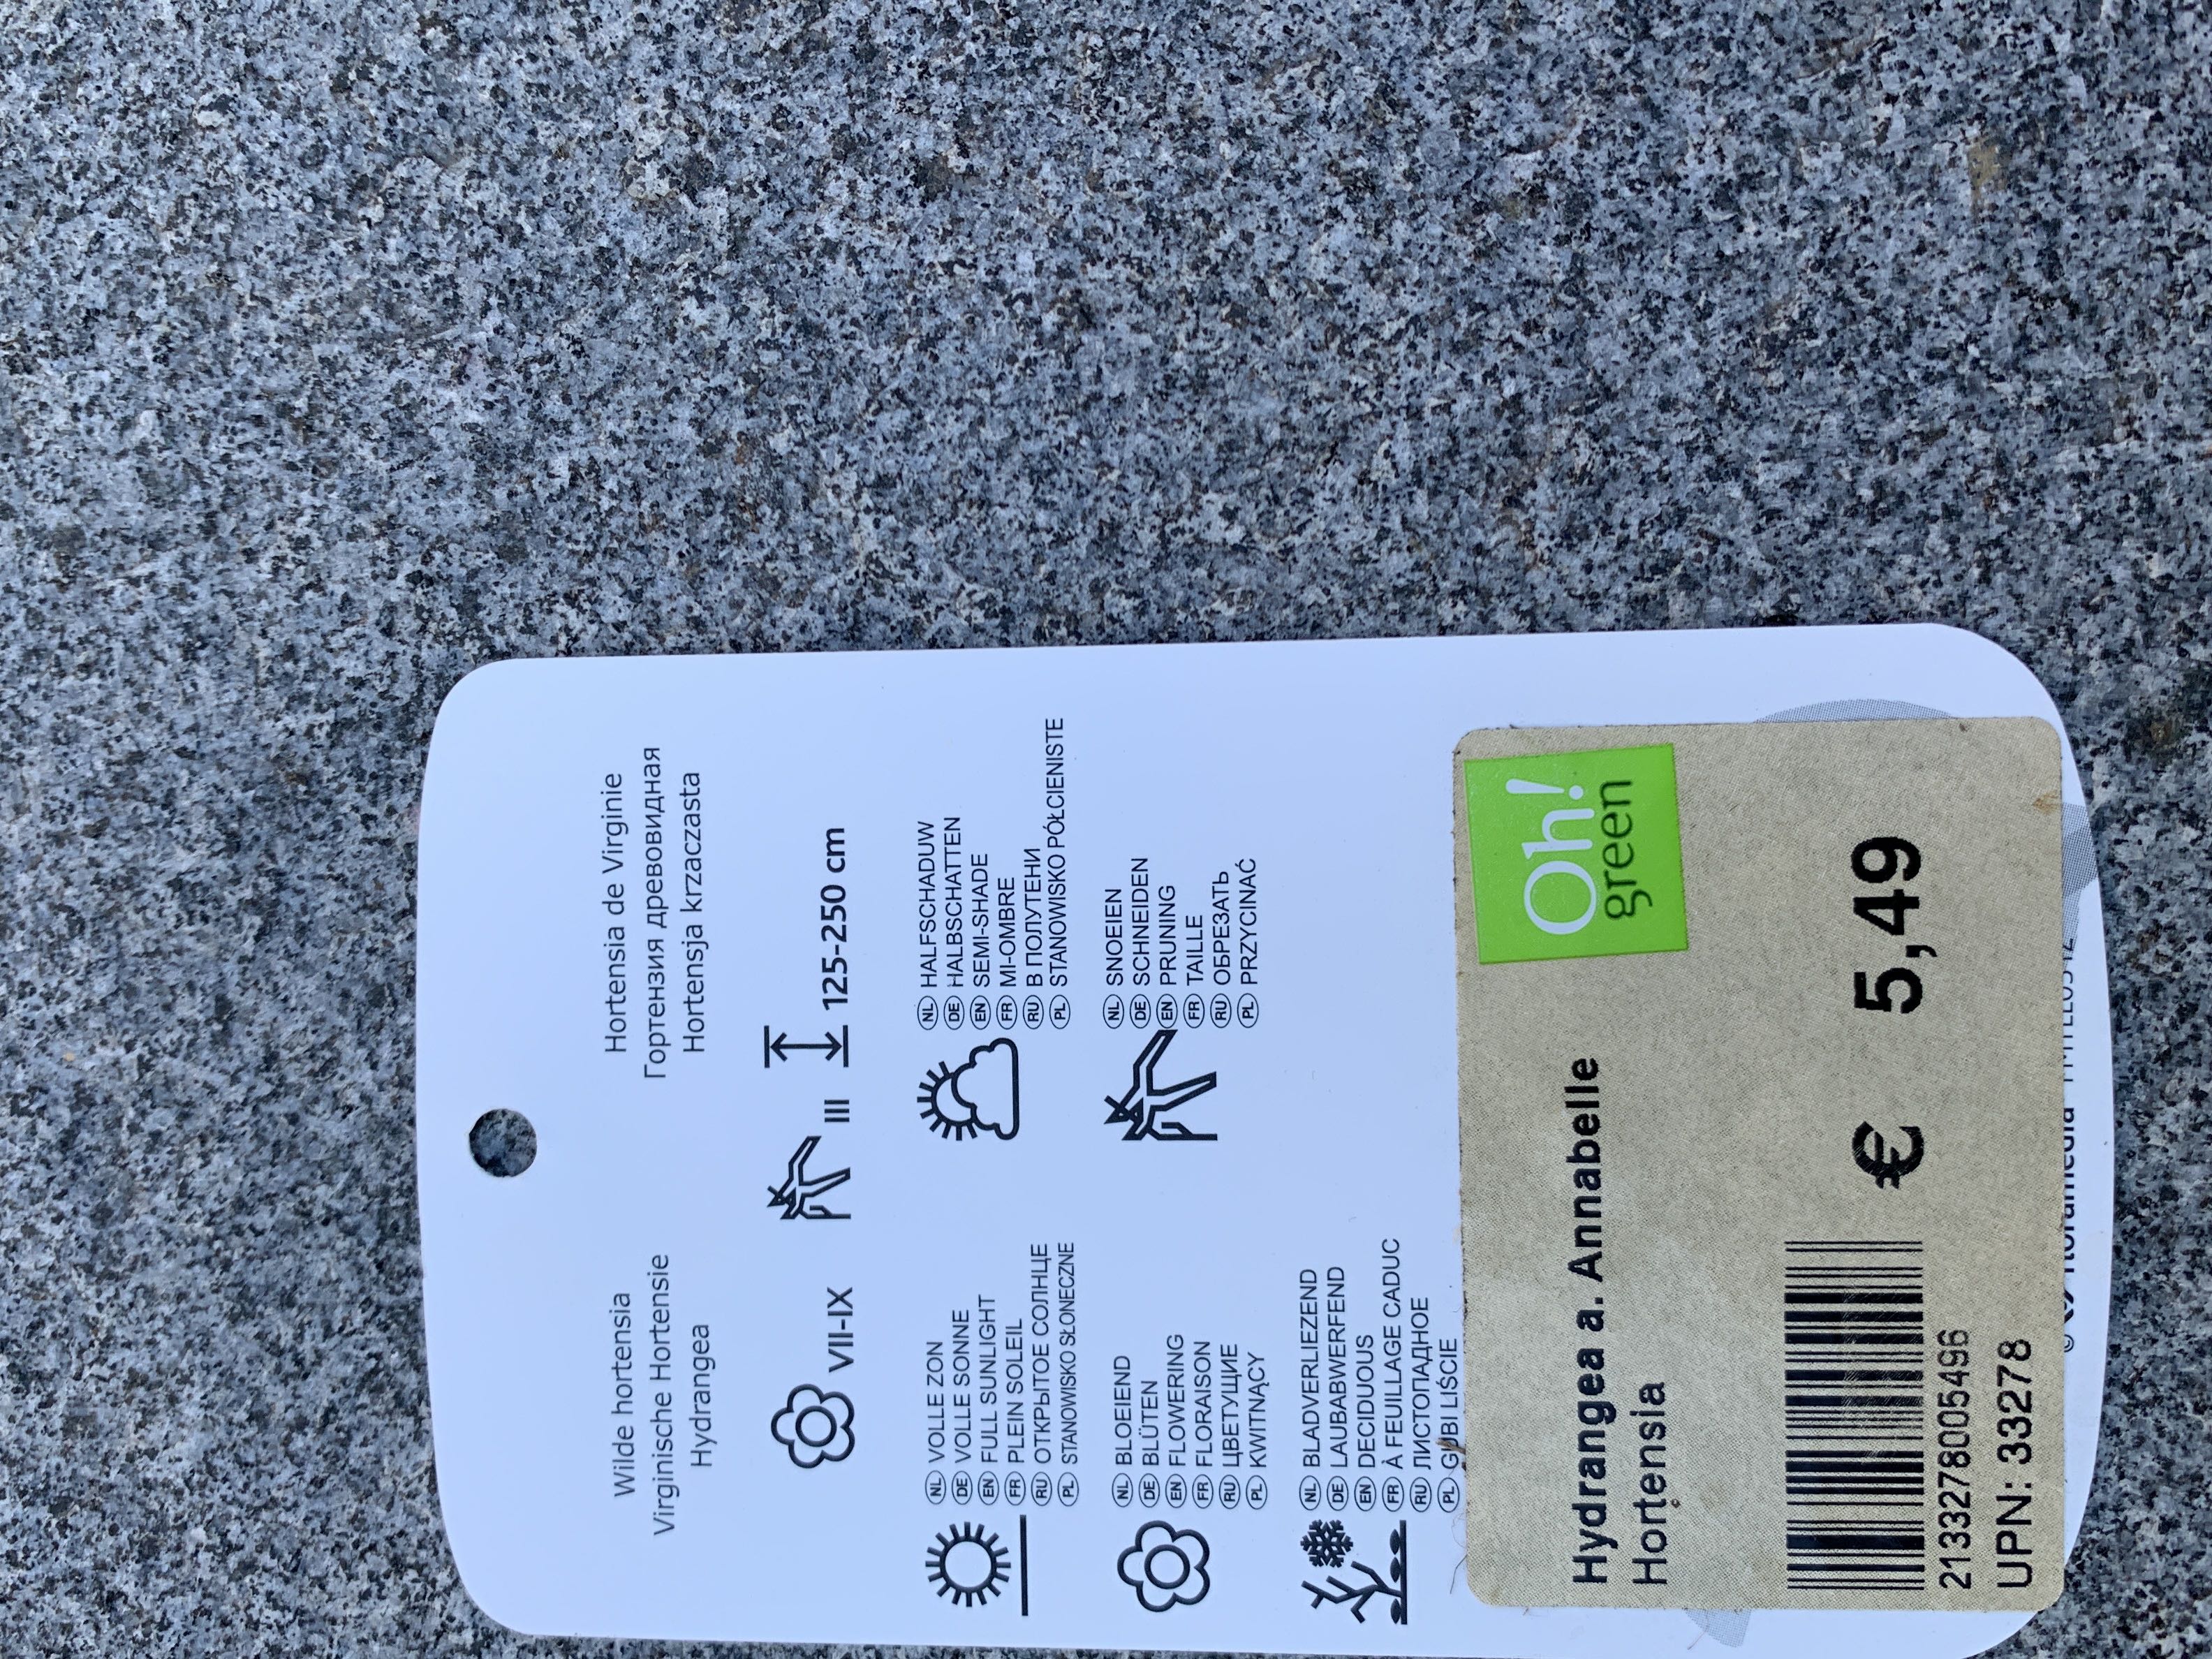 Wilde hortensia
Virginische Hortensie
Hydrangea
Hortensia de Virginie
Гортензия древовидная
Hortensja krzaczasta
VII-IX
III
125-250 cm
NL VOLLE ZON
DE VOLLE SONNE
EN FULL SUNLIGHT
FR PLEIN SOLEIL
RU ОТКРЫТОЕ СОЛНЦЕ
PL STANOWISKO SŁONECZNE
NL HALFSCHADUW
DE HALBSCHATTEN
EN SEMI-SHADE
FR MI-OMBRE
RU В ПОЛУТЕНИ
PL STANOWISKO PÓŁCIENISTE
NL BLOEIEND
DE BLÜTEN
EN FLOWERING
FR FLORAISON
RU ЦВЕТУЩИЕ
PL KWITNĄCY
NL SNOEIEN
DE SCHNEIDEN
EN PRUNING
FR TAILLE
RU ОБРЕЗАТЬ
PL PRZYCINAĆ
NL BLADVERLIEZEND
DE LAUBABWERFEND
EN DECIDUOUS
FR À FEUILLAGE CADUC
RU ЛИСТОПАДНОЕ
PL GUBI LIŚCIE
Oh!
green
Hydrangea a. Annabelle
Hortensia
€ 5,49
2133278005496
UPN: 33278